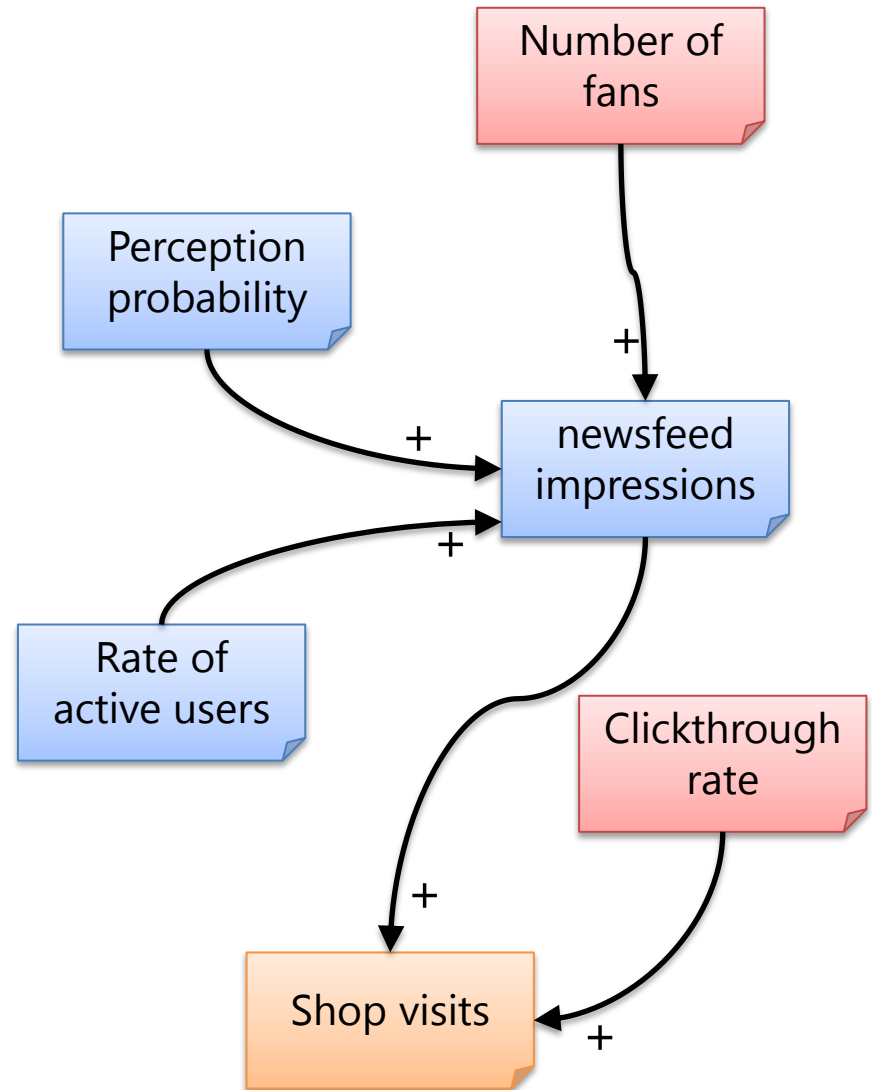 Number of
fans
Perception
probability
+
+
newsfeed
impressions
+
Rate of
active users
Clickthrough
rate
+
Shop visits
+